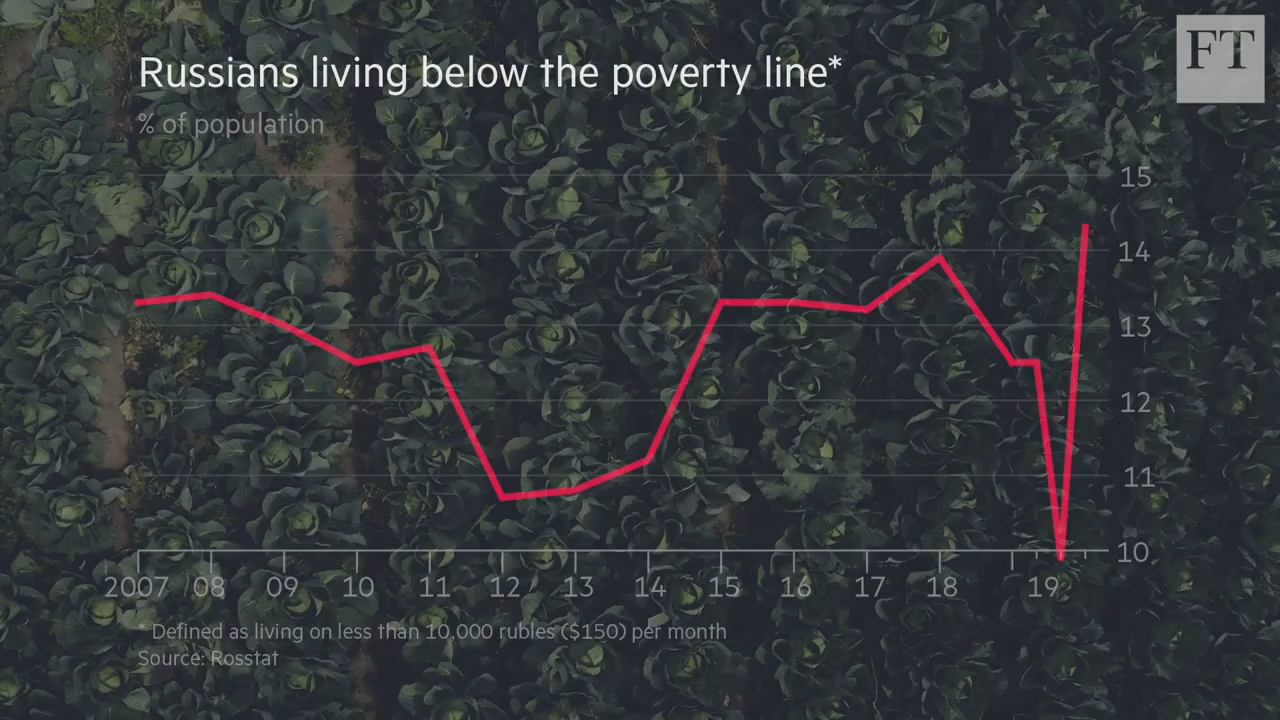 FT
Russians living below the poverty line*
% of population
15
14
13
12
11
10
2007 08 09 10 11 12 13 14 15 16 17 18 19
* Defined as living on less than 10,000 rubles ($150) per month
Source: Rosstat